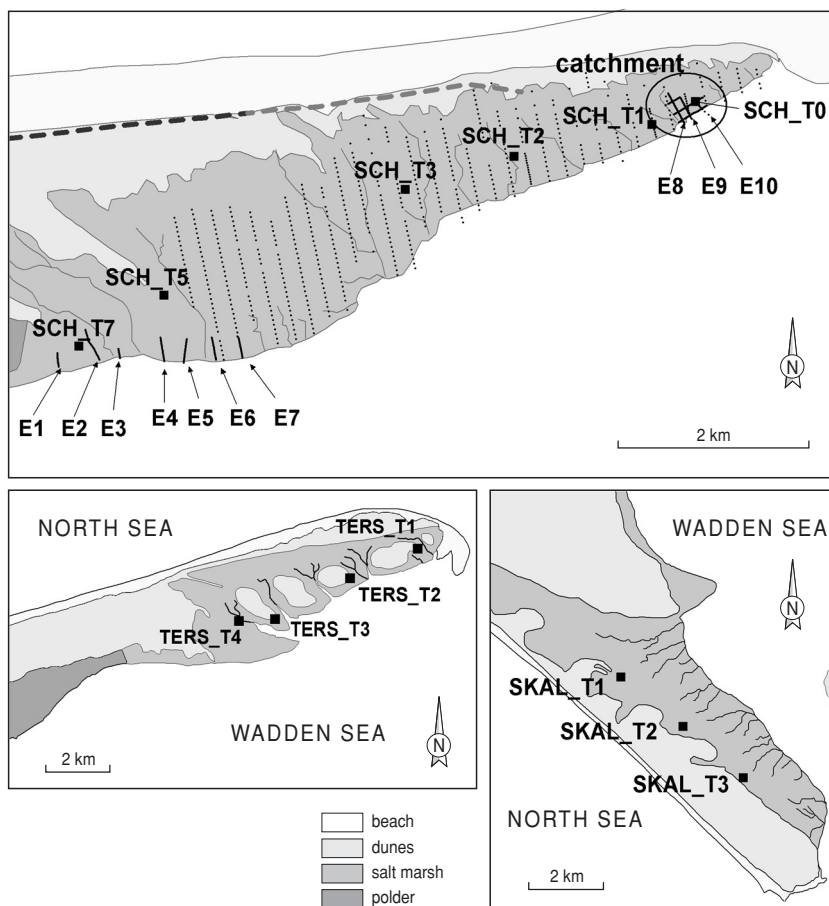 catchment
SCH_T0
SCH_T1
SCH_T2
SCH_T3
E8 E9 E10
SCH_T5
SCH_T7
E1 E2 E3 E4 E5 E6 E7
N
2 km
NORTH SEA
TERS_T1
TERS_T2
TERS_T3
TERS_T4
WADDEN SEA
N
2 km
WADDEN SEA
N
SKAL_T1
SKAL_T2
SKAL_T3
NORTH SEA
2 km
beach
dunes
salt marsh
polder